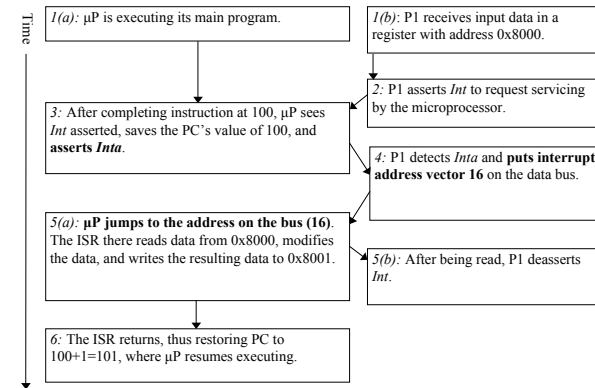 Time
1(a): μP is executing its main program.
1(b): P1 receives input data in a
register with address 0x8000.
2: P1 asserts Int to request servicing
by the microprocessor.
3: After completing instruction at 100, μP sees
Int asserted, saves the PC’s value of 100, and
asserts Inta.
4: P1 detects Inta and puts interrupt
address vector 16 on the data bus.
5(a): μP jumps to the address on the bus (16).
The ISR there reads data from 0x8000, modifies
the data, and writes the resulting data to 0x8001.
5(b): After being read, P1 deasserts
Int.
6: The ISR returns, thus restoring PC to
100+1=101, where μP resumes executing.